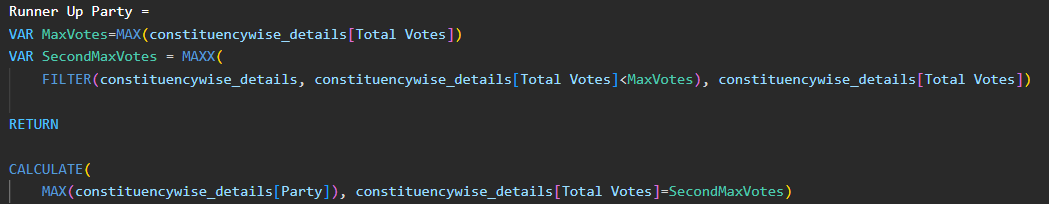 Runner Up Party =
VAR MaxVotes=MAX(constituencywise_details[Total Votes])
VAR SecondMaxVotes = MAXX(
FILTER(constituencywise_details, constituencywise_details[Total Votes]<MaxVotes), constituencywise_details[Total Votes])
RETURN
CALCULATE(
MAX(constituencywise_details[Party]), constituencywise_details[Total Votes]=SecondMaxVotes)